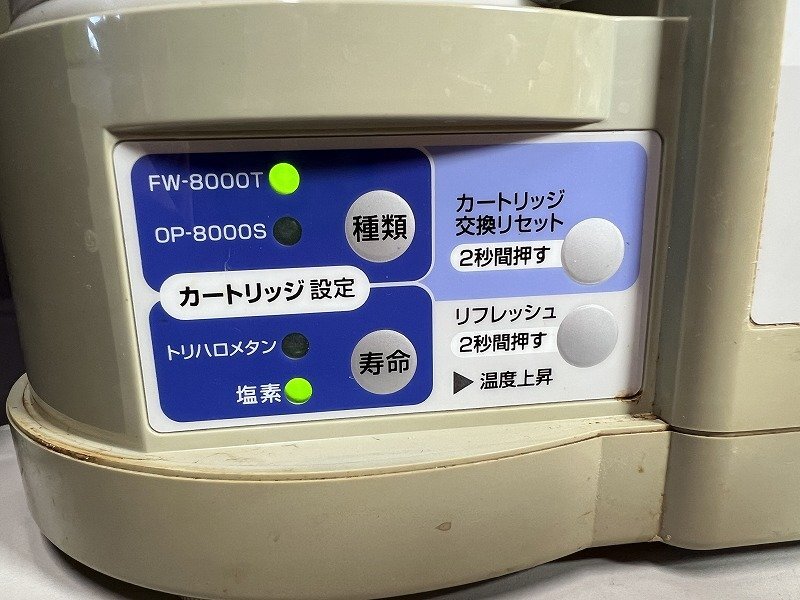 FW-8000T
OP-8000S
種類
カートリッジ設定
トリハロメタン
塩素
寿命
カートリッジ
交換リセット
2秒間押す
リフレッシュ
2秒間押す
▶温度上昇